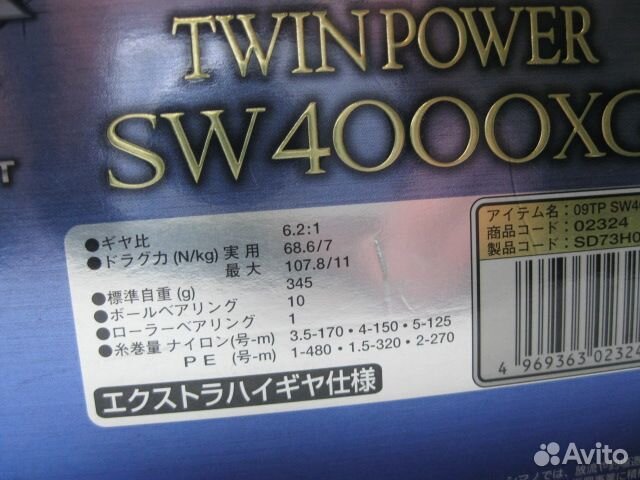 TWINPOWER
SW4000XG
T
●ギヤ比 6.2:1
●ドラグ力(N/kg) 実用 68.6/7
最大 107.8/11
●標準自重(g) 345
●ボールベアリング 10
●ローラーベアリング 1
●糸巻量 ナイロン(号-m) 3.5-170・4-150・5-125
PE(号-m) 1-480・1.5-320・2-270
エクストラハイギヤ仕様
アイテム名: 09TP SW4
商品コード: 02324
製品コード: SD73H0
4 969363 02324
Avito